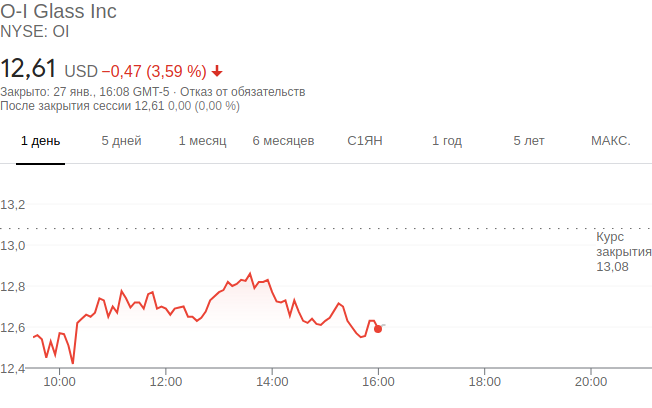 O-I Glass Inc
NYSE: OI
12,61 USD −0,47 (3,59 %)
Закрыто: 27 янв., 16:08 GMT-5 · Отказ от обязательств
После закрытия сессии 12,61 0,00 (0,00 %)
1 день 5 дней 1 месяц 6 месяцев С1ЯН 1 год 5 лет МАКС.
13,2
Курс
закрытия
13,08
13,0
12,8
12,6
12,4
10:00 12:00 14:00 16:00 18:00 20:00